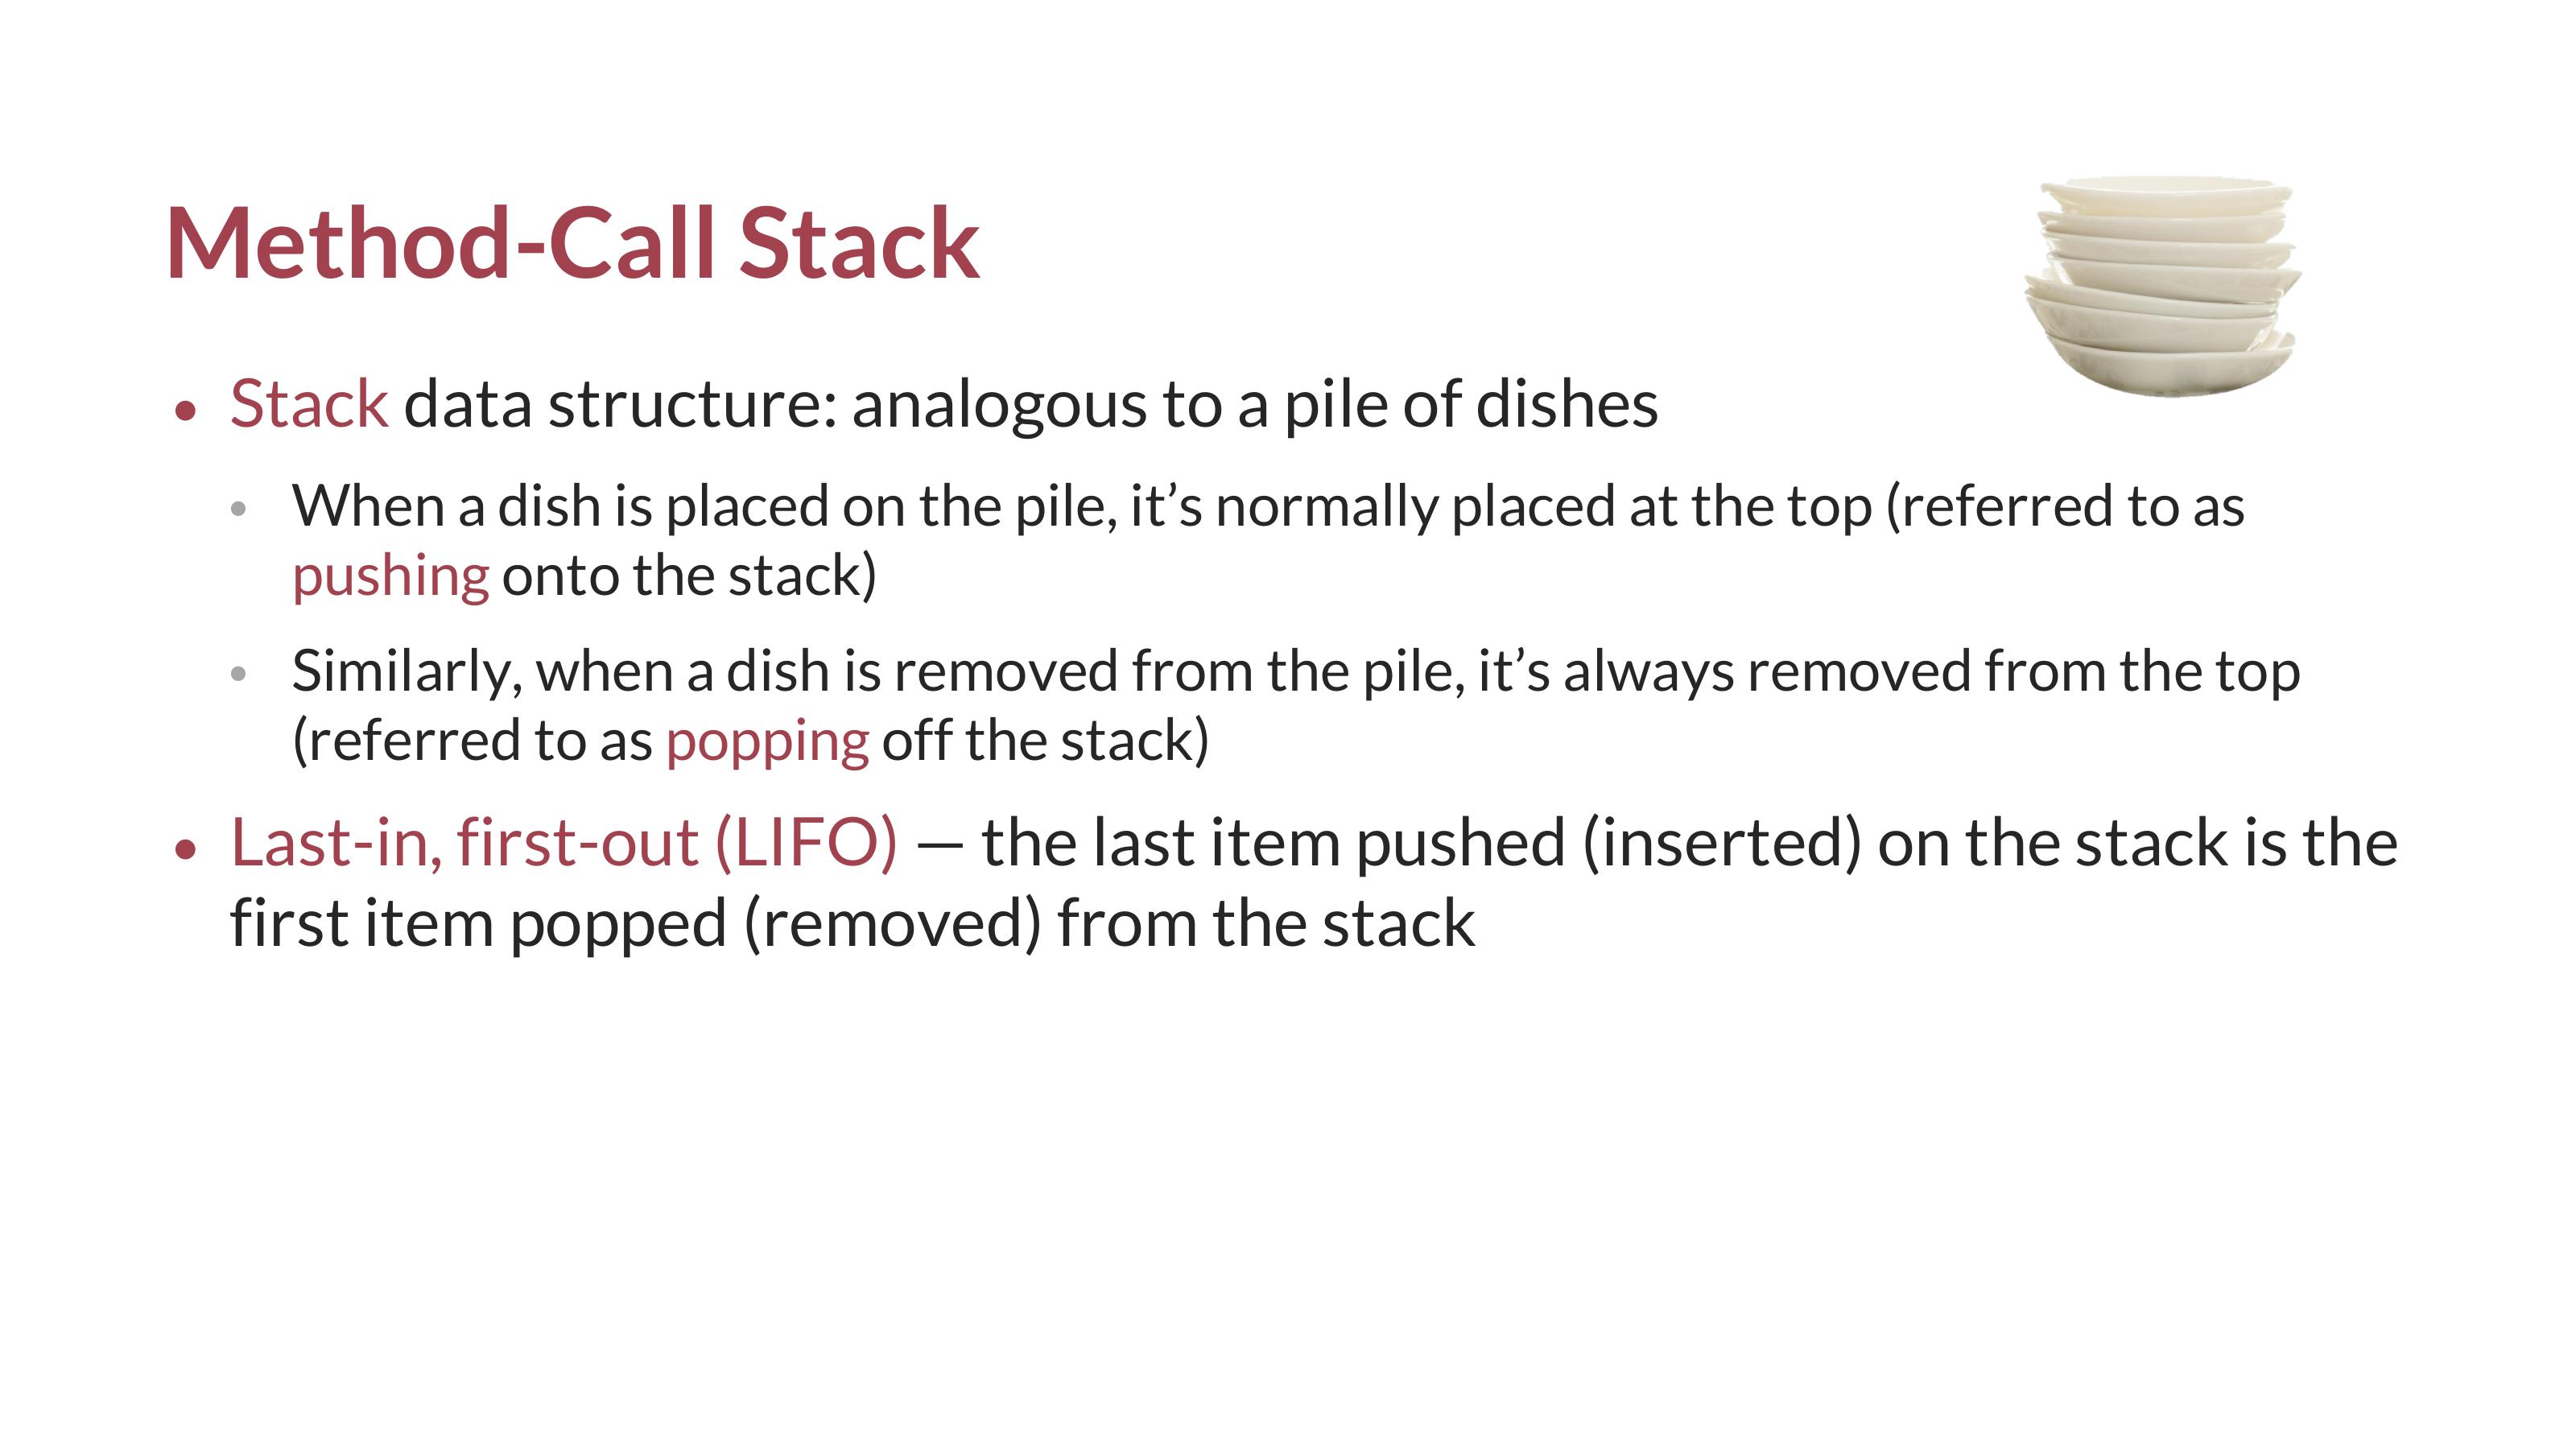 Method-Call Stack
• Stack data structure: analogous to a pile of dishes
• When a dish is placed on the pile, it’s normally placed at the top (referred to as
pushing onto the stack)
• Similarly, when a dish is removed from the pile, it’s always removed from the top
(referred to as popping off the stack)
• Last-in, first-out (LIFO) — the last item pushed (inserted) on the stack is the
first item popped (removed) from the stack